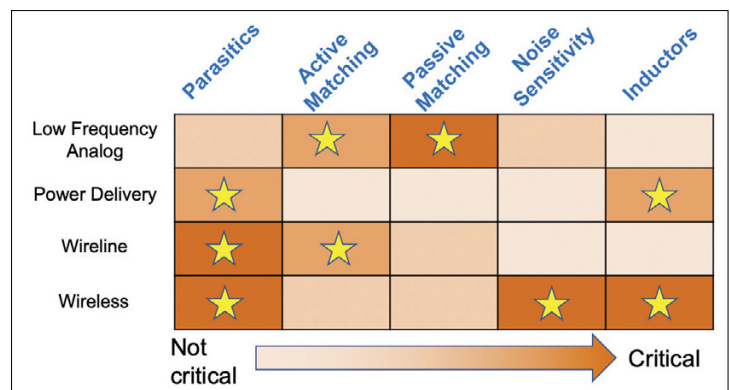 Parasitics
Active
Matching
Passive
Matching
Noise
Sensitivity
Inductors
Low Frequency
Analog
Power Delivery
Wireline
Wireless
Not
critical
Critical